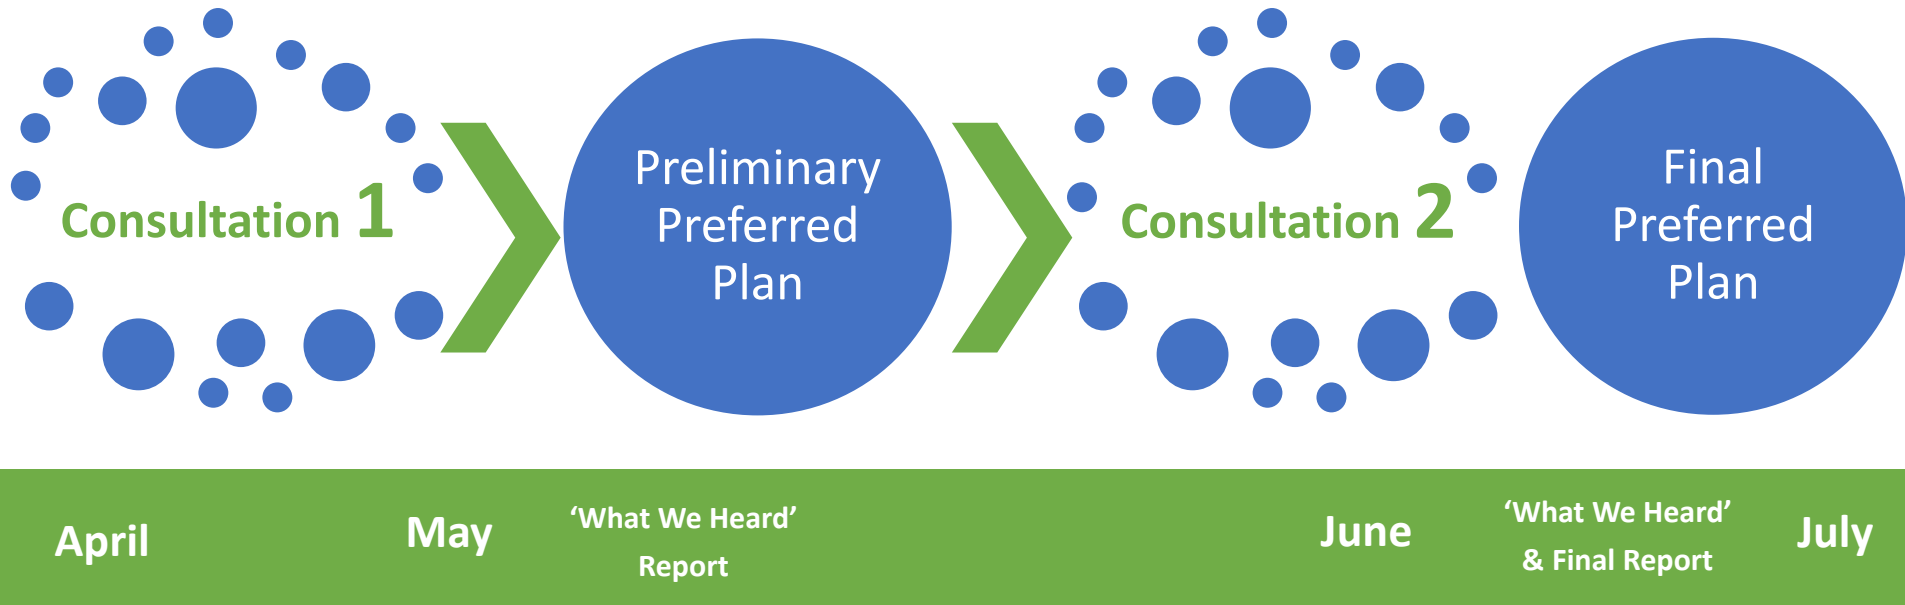 Consultation 1
Preliminary
Preferred
Plan
Consultation 2
Final
Preferred
Plan
April
May
‘What We Heard’
Report
June
‘What We Heard’
& Final Report
July